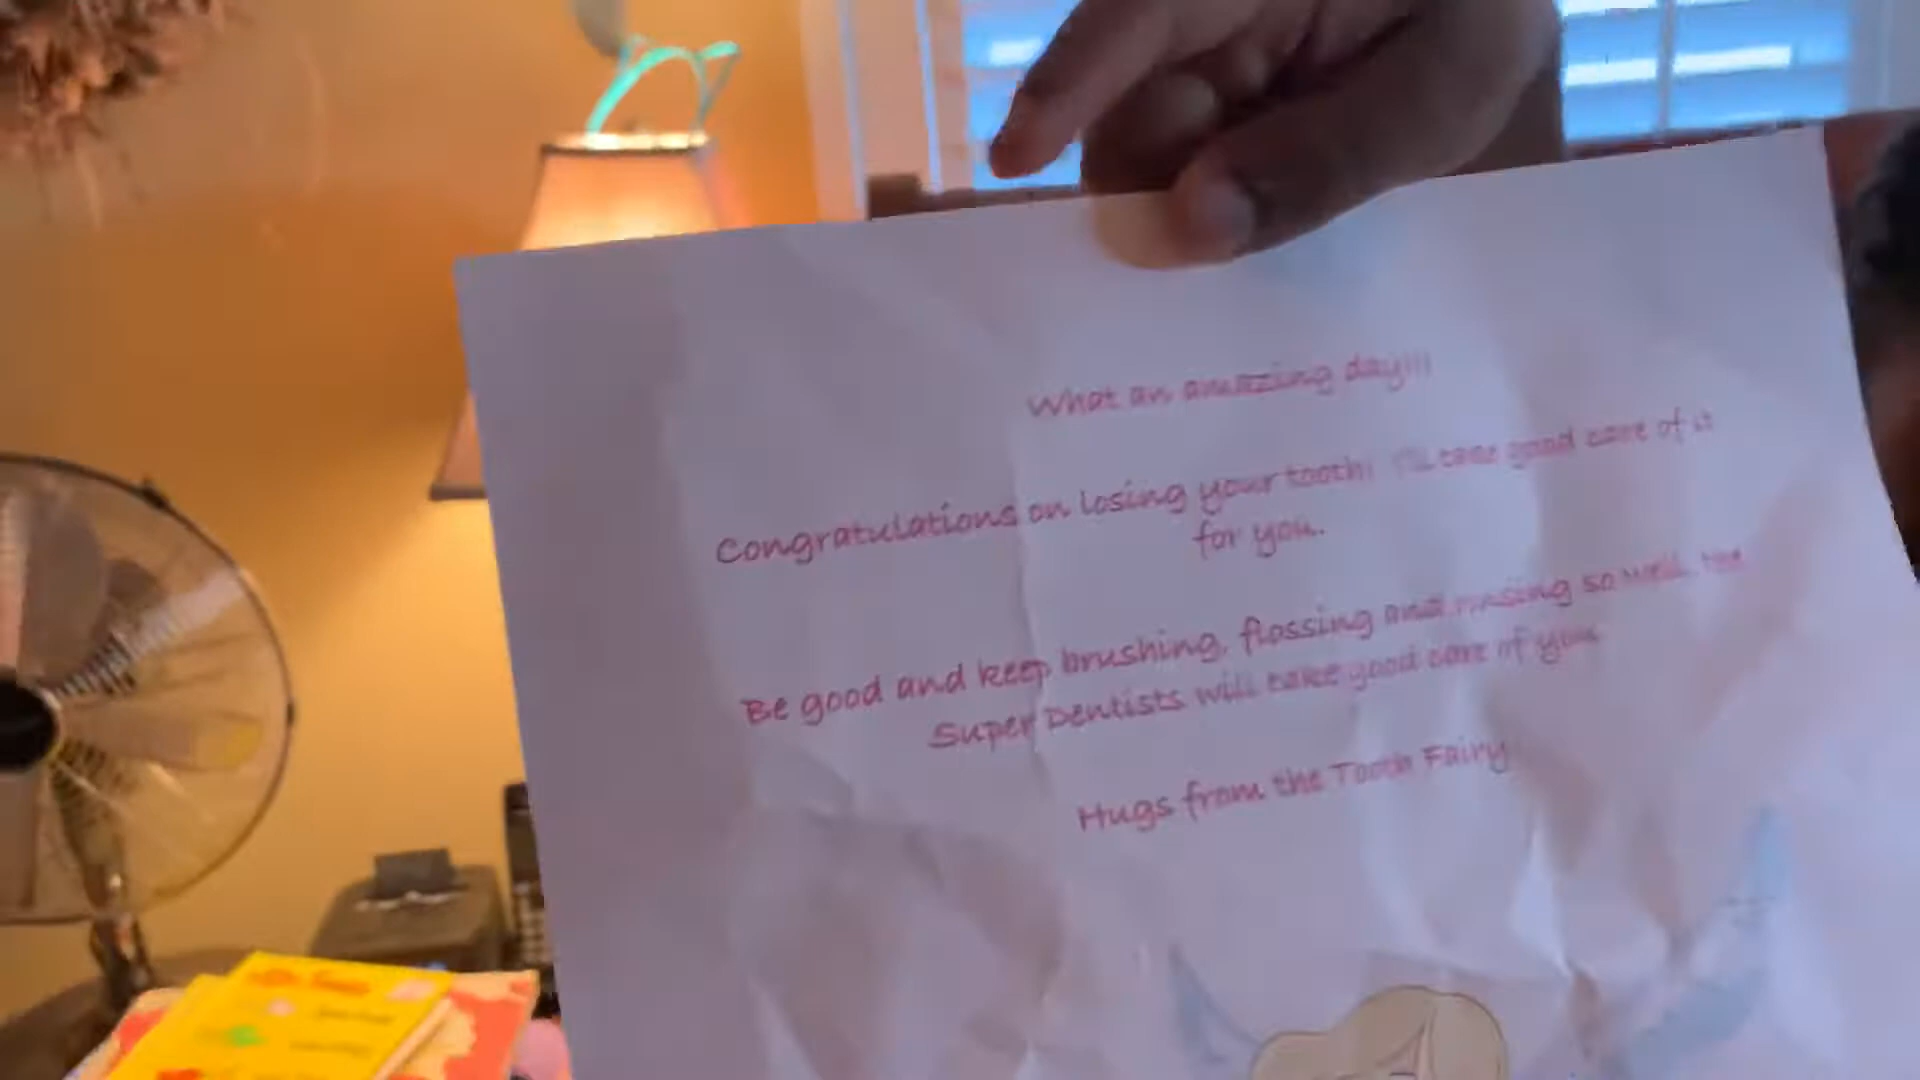 What an amazing day!!!
Congratulations on losing your tooth! I'll take good care of it
for you.
Be good and keep brushing, flossing and rinsing so well. The
Super Dentists will take good care of you.
Hugs from the Tooth Fairy